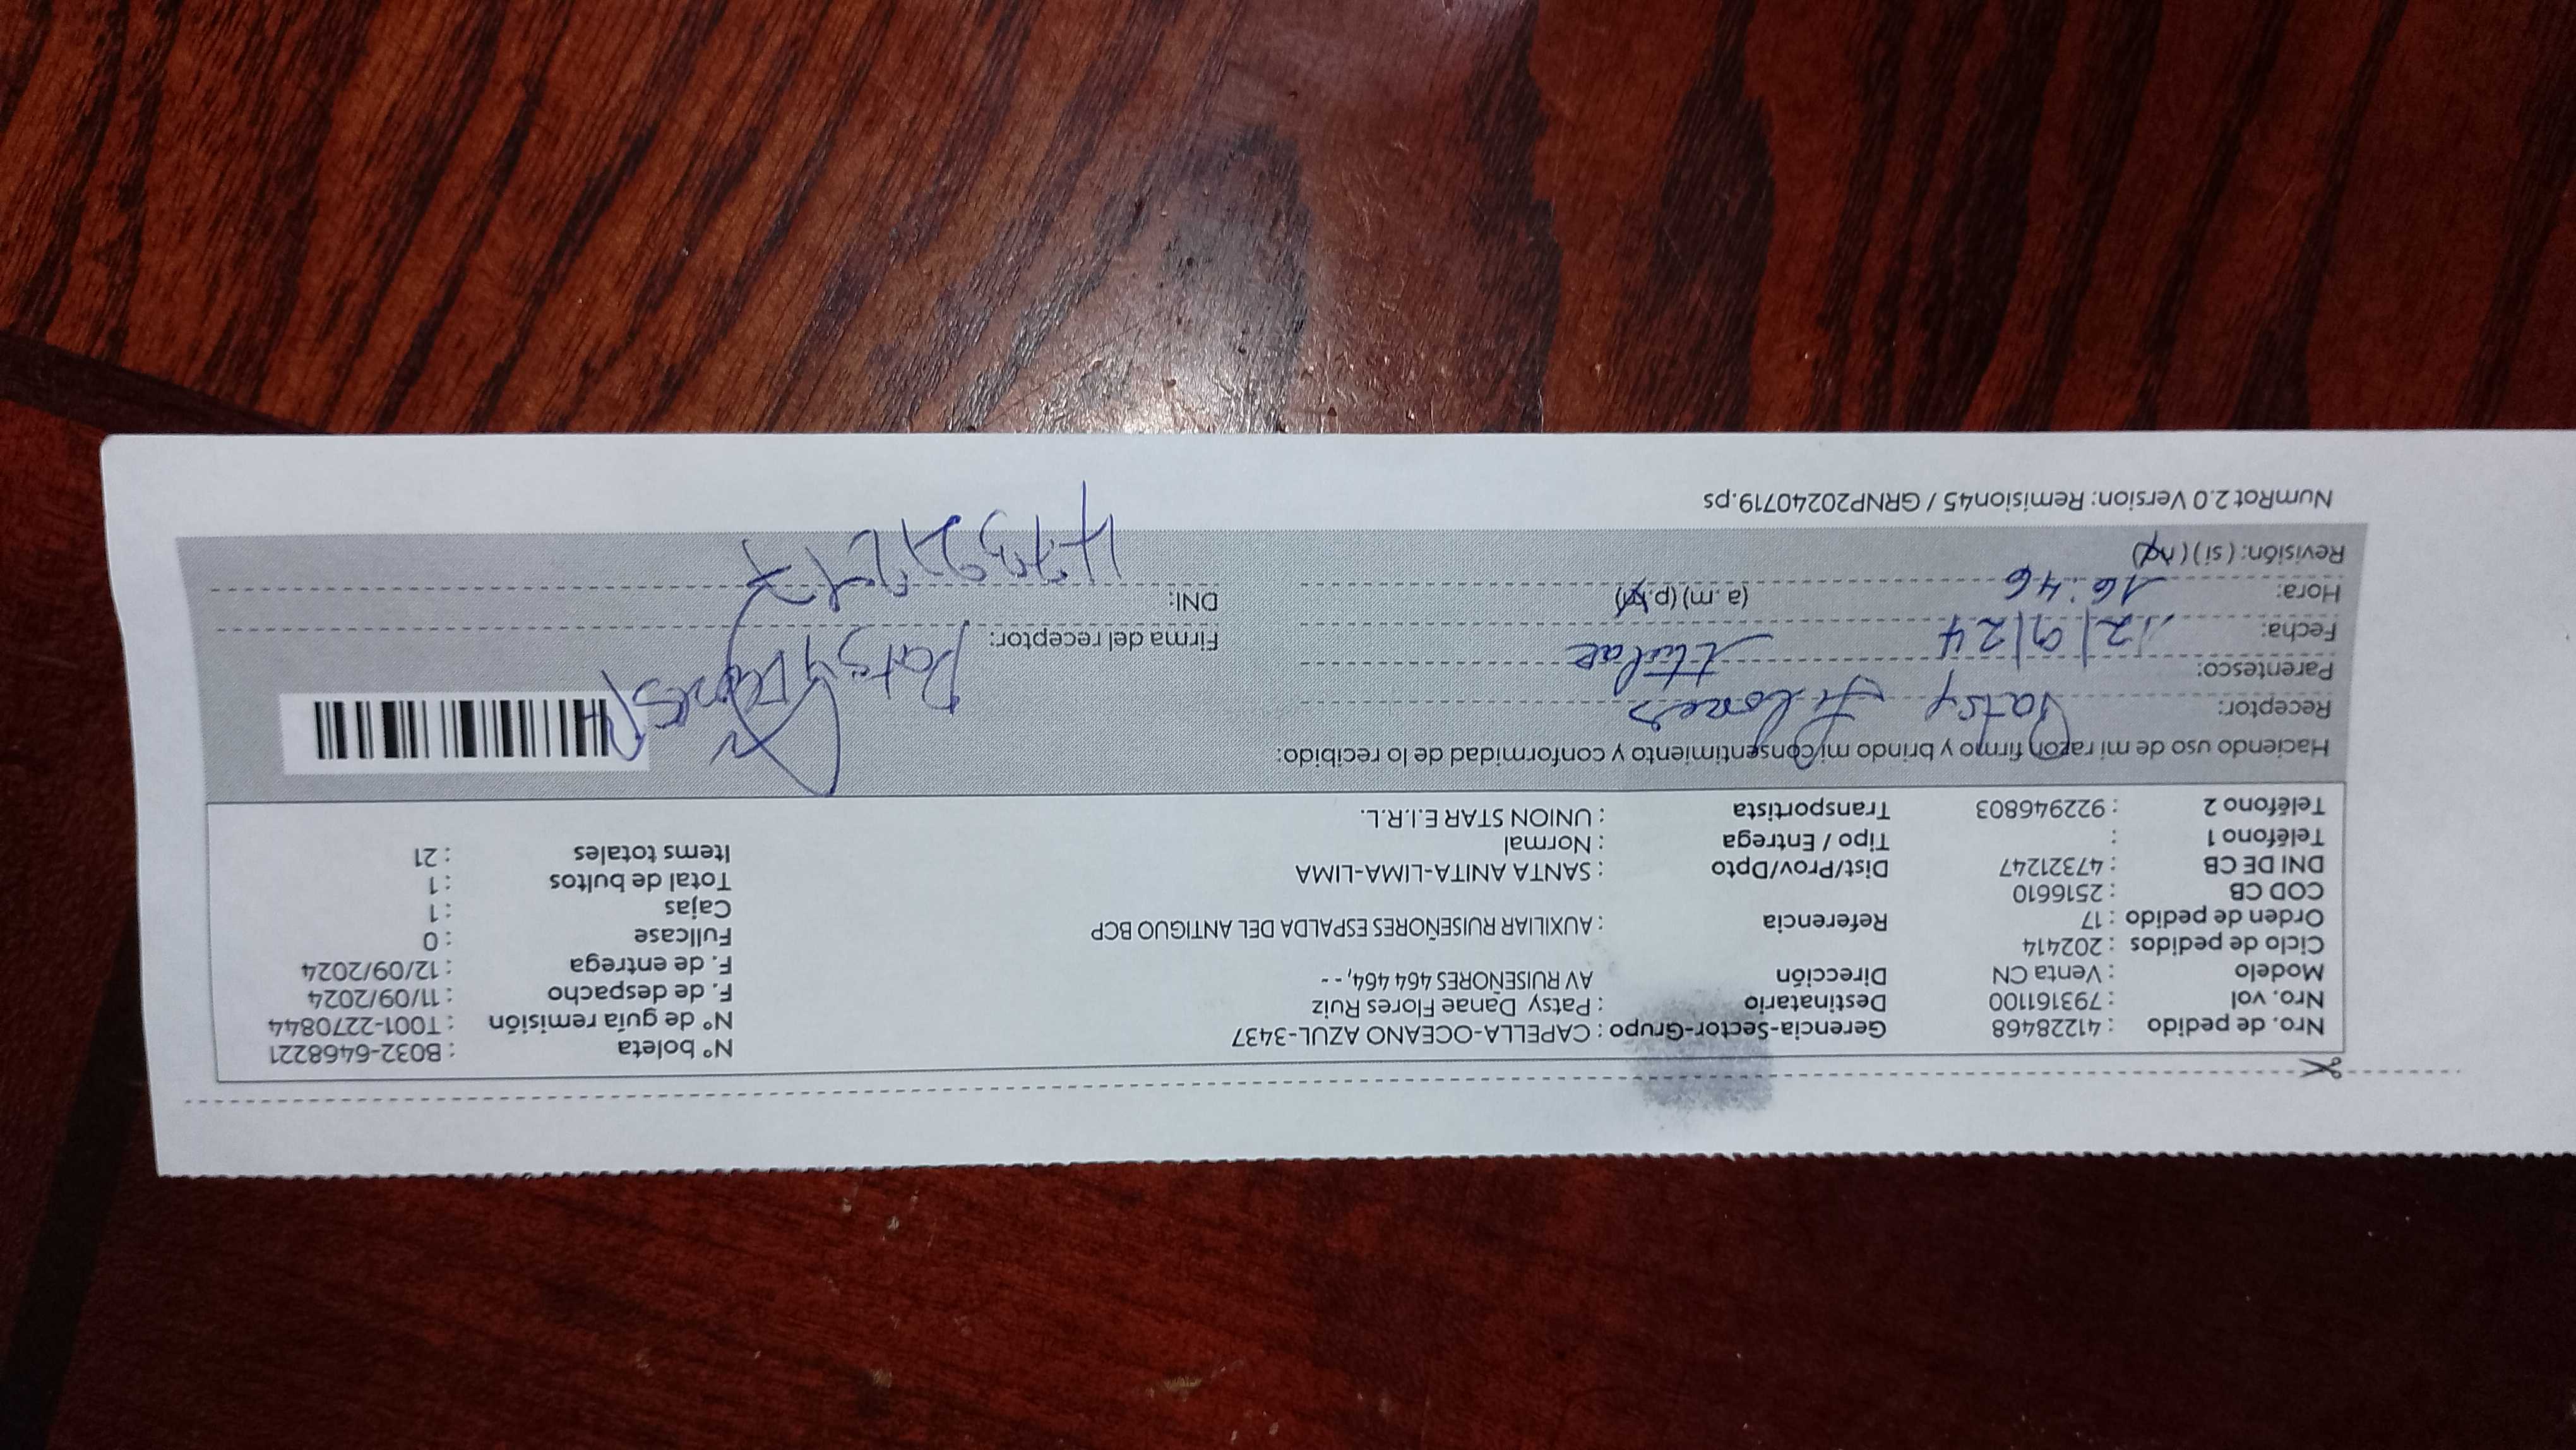 Nro. de pedido : 41228468 Gerencia-Sector-Grupo : CAPELLA-OCEANO AZUL-3437 N° boleta : B032-6468221
Nro. vol : 793161100 Destinatario : Patsy Danae Flores Ruiz N° de guía remisión : T001-2270844
Modelo : Venta CN Dirección AV RUISEÑORES 464 464 464, - - F. de despacho : 11/09/2024
Ciclo de pedidos : 202414 F. de entrega : 12/09/2024
Orden de pedido : 17 Referencia : AUXILIAR RUISEÑORES ESPALDA DEL ANTIGUO BCP Fullcase : 0
COD CB : 2516610 Cajas : 1
DNI DE CB : 47321247 Dist/Prov/Dpto : SANTA ANITA-LIMA-LIMA Total de bultos : 1
Teléfono 1 : Tipo / Entrega : Normal Items totales : 21
Teléfono 2 : 922946803 Transportista : UNION STAR E.I.R.L.
Haciendo uso de mi razón firmo y brindo mi consentimiento y conformidad de lo recibido:
Receptor: Patsy Flores
Parentesco: titular Firma del receptor: Patsy Flores R
Fecha: 12/9/24 DNI: 47321247
Hora: 16:46 (a. m) (p.m)
Revisión: (si) (no)
NumRot 2.0 Version: Remision45 / GRNP20240719.ps